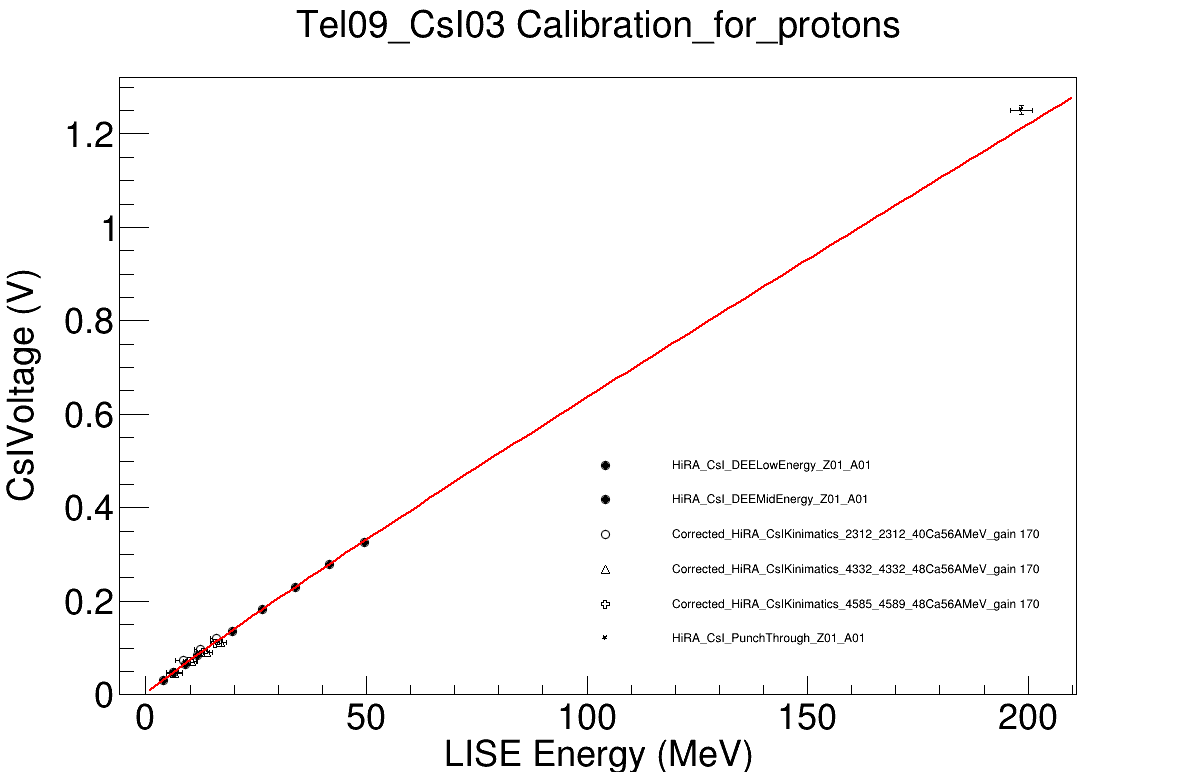 Tel09_CsI03 Calibration_for_protons
CsIVoltage (V)
1.2
1
0.8
0.6
0.4
0.2
0
HiRA_CsI_DEELowEnergy_Z01_A01
HiRA_CsI_DEEMidEnergy_Z01_A01
Corrected_HiRA_CsIKinimatics_2312_2312_40Ca56AMeV_gain 170
Corrected_HiRA_CsIKinimatics_4332_4332_48Ca56AMeV_gain 170
Corrected_HiRA_CsIKinimatics_4585_4589_48Ca56AMeV_gain 170
HiRA_CsI_PunchThrough_Z01_A01
0 50 100 150 200
LISE Energy (MeV)